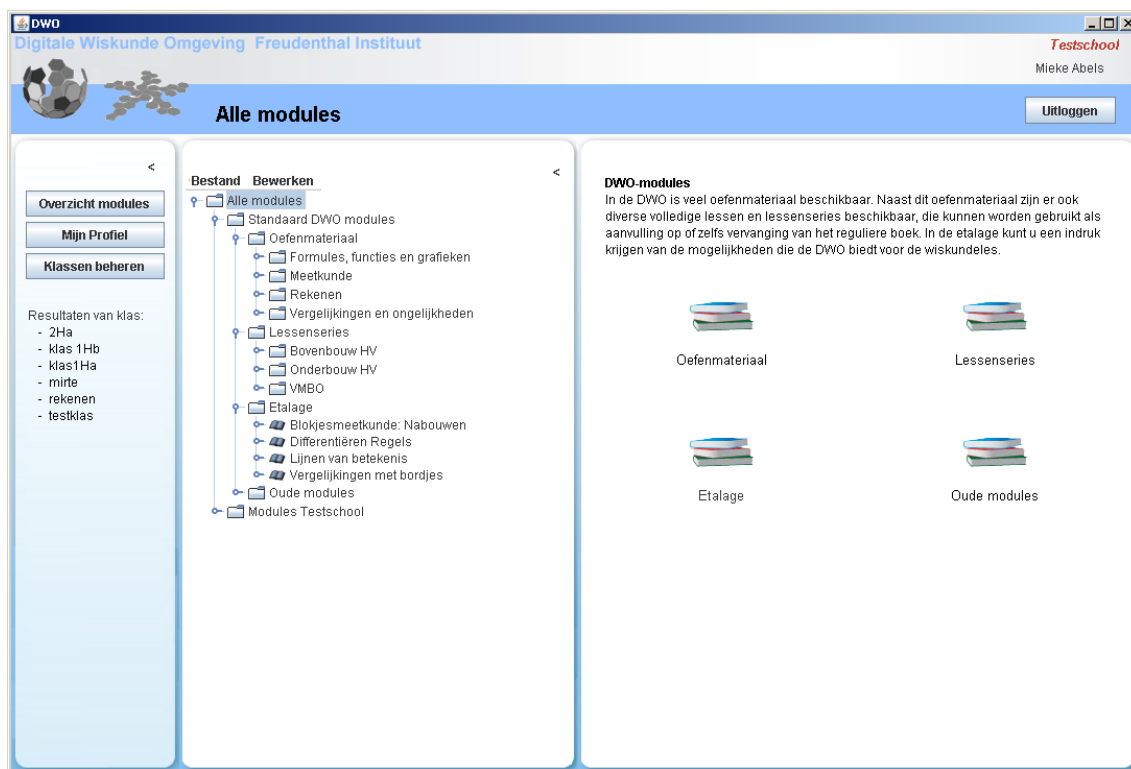 DWO
Digitale Wiskunde Omgeving Freudenthal Instituut
Testschool
Mieke Abels
Alle modules
Uitloggen
<
Overzicht modules
Mijn Profiel
Klassen beheren
Resultaten van klas:
- 2Ha
- klas 1Hb
- klas1Ha
- mirte
- rekenen
- testklas
<
Bestand Bewerken
Alle modules
Standaard DWO modules
Oefenmateriaal
Formules, functies en grafieken
Meetkunde
Rekenen
Vergelijkingen en ongelijkheden
Lessenseries
Bovenbouw HV
Onderbouw HV
VMBO
Etalage
Blokjesmeetkunde: Nabouwen
Differentiëren Regels
Lijnen van betekenis
Vergelijkingen met bordjes
Oude modules
Modules Testschool
DWO-modules
In de DWO is veel oefenmateriaal beschikbaar. Naast dit oefenmateriaal zijn er ook
diverse volledige lessen en lessenseries beschikbaar, die kunnen worden gebruikt als
aanvulling op of zelfs vervanging van het reguliere boek. In de etalage kunt u een indruk
krijgen van de mogelijkheden die de DWO biedt voor de wiskundeles.
Oefenmateriaal
Lessenseries
Etalage
Oude modules